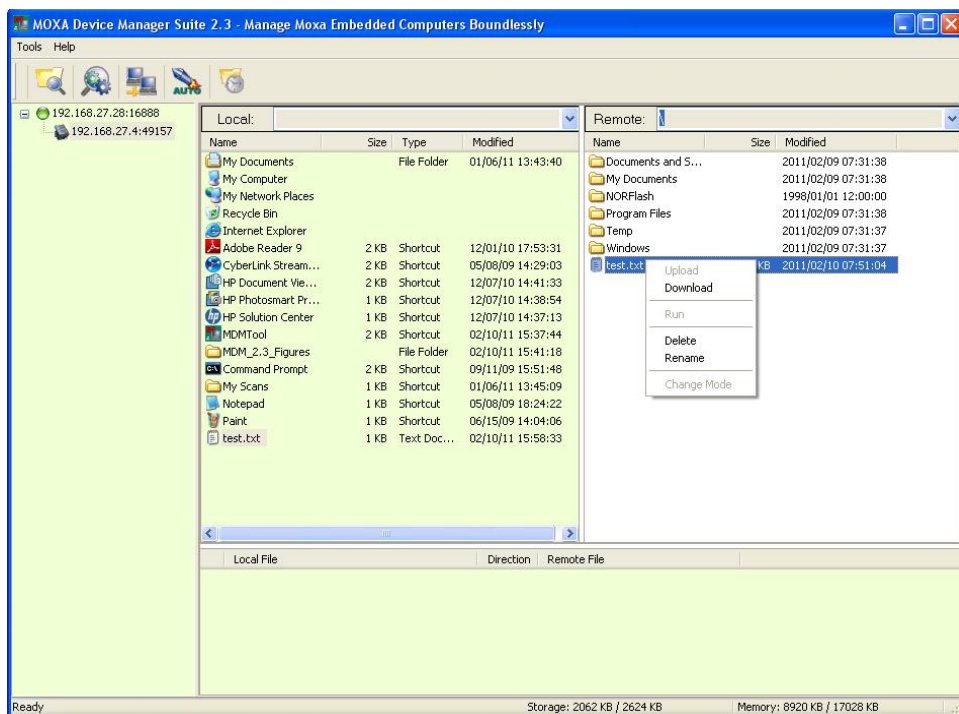 MOXA Device Manager Suite 2.3 - Manage Moxa Embedded Computers Boundlessly
Tools Help
AUTO
192.168.27.28:16888
192.168.27.4:49157
Local:
Name Size Type Modified
My Documents File Folder 01/06/11 13:43:40
My Computer
My Network Places
Recycle Bin
Internet Explorer
Adobe Reader 9 2 KB Shortcut 12/01/10 17:53:31
CyberLink Stream... 2 KB Shortcut 05/08/09 14:29:03
HP Document Vie... 2 KB Shortcut 12/07/10 14:41:33
HP Photosmart Pr... 1 KB Shortcut 12/07/10 14:38:54
HP Solution Center 1 KB Shortcut 12/07/10 14:37:13
MDMTool 2 KB Shortcut 02/10/11 15:37:44
MDM_2.3_Figures File Folder 02/10/11 15:41:18
Command Prompt 2 KB Shortcut 09/11/09 15:51:48
My Scans 1 KB Shortcut 01/06/11 13:45:09
Notepad 1 KB Shortcut 05/08/09 18:24:22
Paint 1 KB Shortcut 06/15/09 14:04:06
test.txt 1 KB Text Doc... 02/10/11 15:58:33
Remote: \
Name Size Modified
Documents and S... 2011/02/09 07:31:38
My Documents 2011/02/09 07:31:38
NORFlash 1998/01/01 12:00:00
Program Files 2011/02/09 07:31:38
Temp 2011/02/09 07:31:37
Windows 2011/02/09 07:31:37
test.txt KB 2011/02/10 07:51:04
Upload
Download
Run
Delete
Rename
Change Mode
Local File Direction Remote File
Ready Storage: 2062 KB / 2624 KB Memory: 8920 KB / 17028 KB